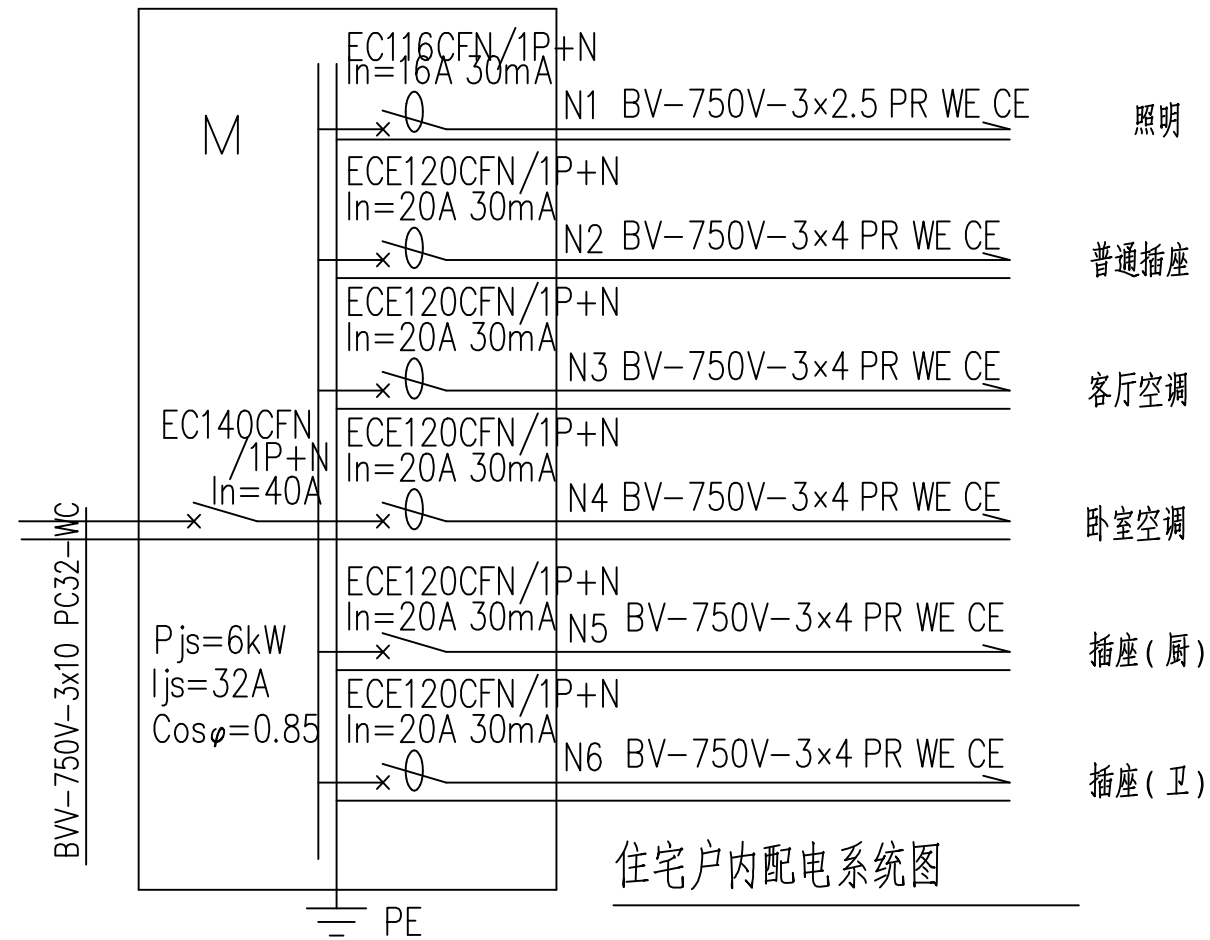 EC116CFN/1P+N
In=16A 30mA
N1 BV-750V-3×2.5 PR WE CE
照明
M
ECE120CFN/1P+N
In=20A 30mA
N2 BV-750V-3×4 PR WE CE
普通插座
ECE120CFN/1P+N
In=20A 30mA
N3 BV-750V-3×4 PR WE CE
客厅空调
EC140CFN
/1P+N
In=40A
ECE120CFN/1P+N
In=20A 30mA
N4 BV-750V-3×4 PR WE CE
卧室空调
BVV-750V-3x10 PC32-WC
ECE120CFN/1P+N
In=20A 30mA
N5 BV-750V-3×4 PR WE CE
插座(厨)
Pjs=6kW
Ijs=32A
Cosφ=0.85
ECE120CFN/1P+N
In=20A 30mA
N6 BV-750V-3×4 PR WE CE
插座(卫)
住宅户内配电系统图
PE